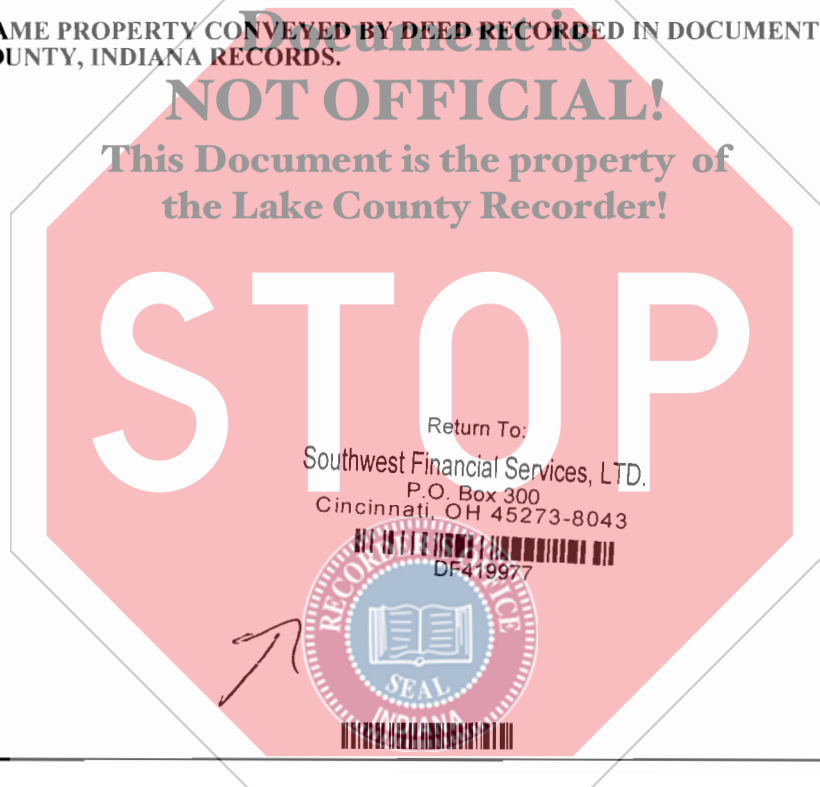 AME PROPERTY CONVEYED BY DEED RECORDED IN DOCUMENT
OUNTY, INDIANA RECORDS.
Document is
NOT OFFICIAL!
This Document is the property of
the Lake County Recorder!
STOP
Return To:
Southwest Financial Services, LTD.
P.O. Box 300
Cincinnati, OH 45273-8043
DF419977
RECORDER'S OFFICE
SEAL
INDIANA